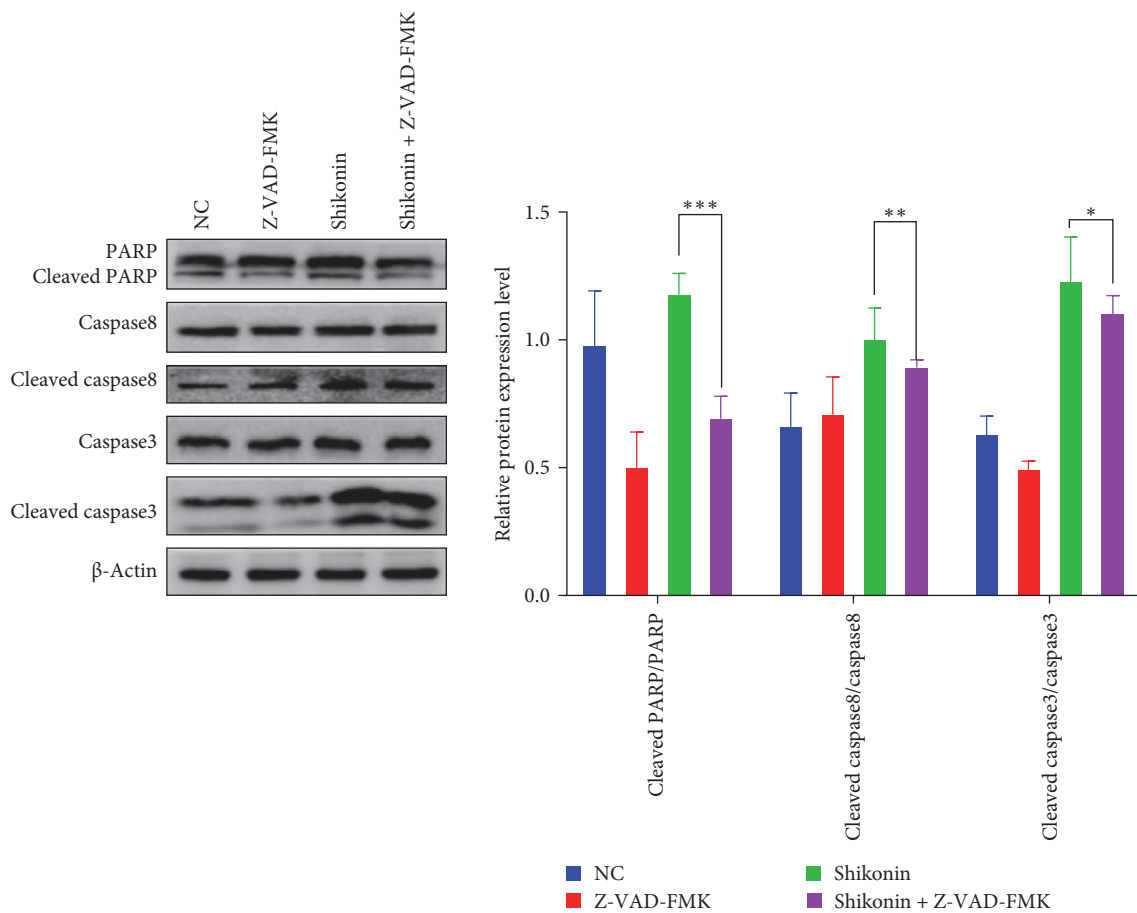 NC
Z-VAD-FMK
Shikonin
Shikonin + Z-VAD-FMK
PARP
Cleaved PARP
Caspase8
Cleaved caspase8
Caspase3
Cleaved caspase3
β-Actin
Relative protein expression level
1.5
1.0
0.5
0.0
***
**
*
Cleaved PARP/PARP
Cleaved caspase8/caspase8
Cleaved caspase3/caspase3
NC
Z-VAD-FMK
Shikonin
Shikonin + Z-VAD-FMK